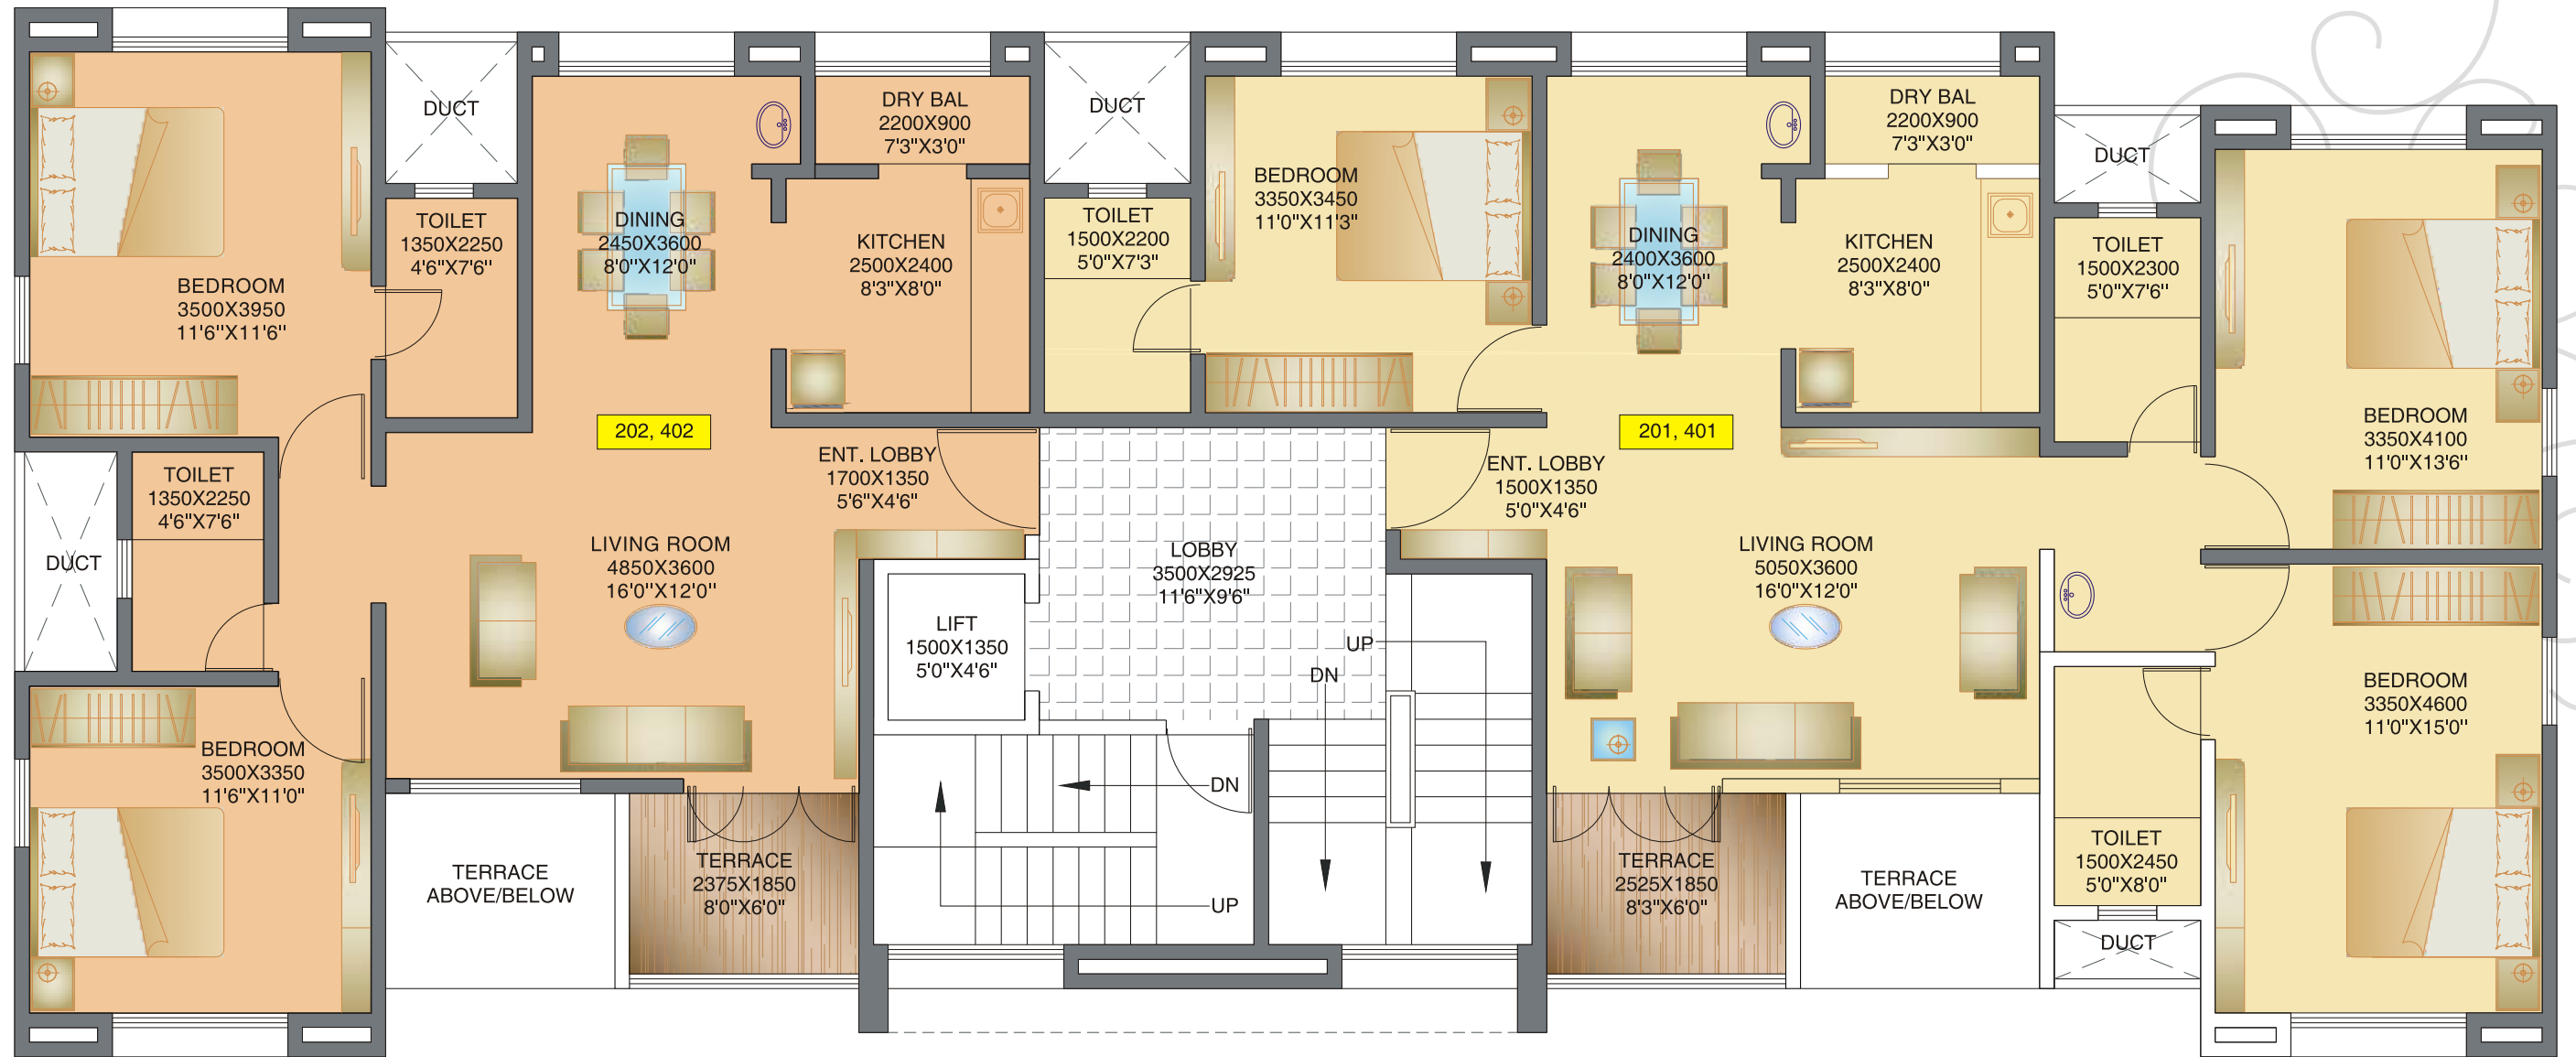 DUCT
DRY BAL
2200X900
7'3"X3'0"
DUCT
DRY BAL
2200X900
7'3"X3'0"
DUCT
BEDROOM
3350X3450
11'0"X11'3"
TOILET
1350X2250
4'6"X7'6"
DINING
2450X3600
8'0"X12'0"
KITCHEN
2500X2400
8'3"X8'0"
TOILET
1500X2200
5'0"X7'3"
DINING
2400X3600
8'0"X12'0"
KITCHEN
2500X2400
8'3"X8'0"
TOILET
1500X2300
5'0"X7'6"
BEDROOM
3500X3950
11'6"X11'6"
202, 402
201, 401
BEDROOM
3350X4100
11'0"X13'6"
TOILET
1350X2250
4'6"X7'6"
ENT. LOBBY
1700X1350
5'6"X4'6"
ENT. LOBBY
1500X1350
5'0"X4'6"
DUCT
LIVING ROOM
4850X3600
16'0"X12'0"
LOBBY
3500X2925
11'6"X9'6"
LIVING ROOM
5050X3600
16'0"X12'0"
LIFT
1500X1350
5'0"X4'6"
UP
DN
BEDROOM
3350X4600
11'0"X15'0"
BEDROOM
3500X3350
11'6"X11'0"
DN
TERRACE
ABOVE/BELOW
TERRACE
2375X1850
8'0"X6'0"
UP
TERRACE
2525X1850
8'3"X6'0"
TERRACE
ABOVE/BELOW
TOILET
1500X2450
5'0"X8'0"
DUCT